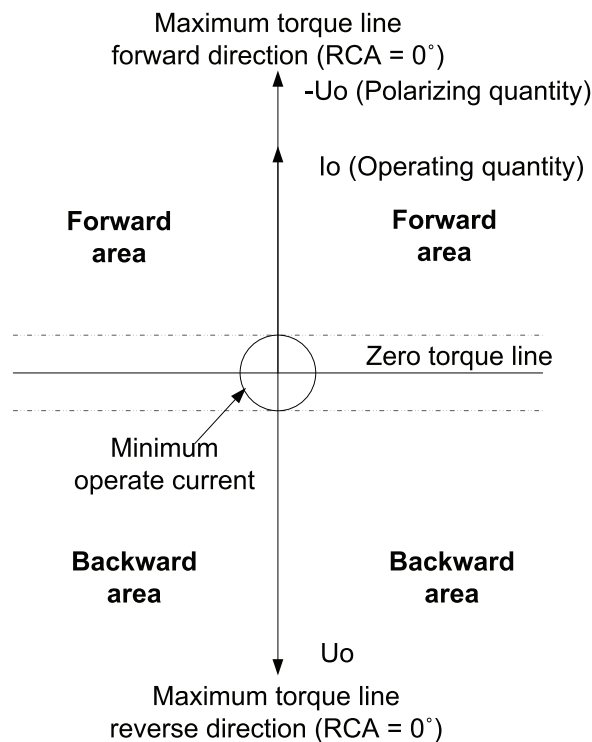 Maximum torque line
forward direction (RCA = 0˚)
-Uo (Polarizing quantity)
Io (Operating quantity)
Forward
area
Forward
area
Zero torque line
Minimum
operate current
Backward
area
Backward
area
Uo
Maximum torque line
reverse direction (RCA = 0˚)